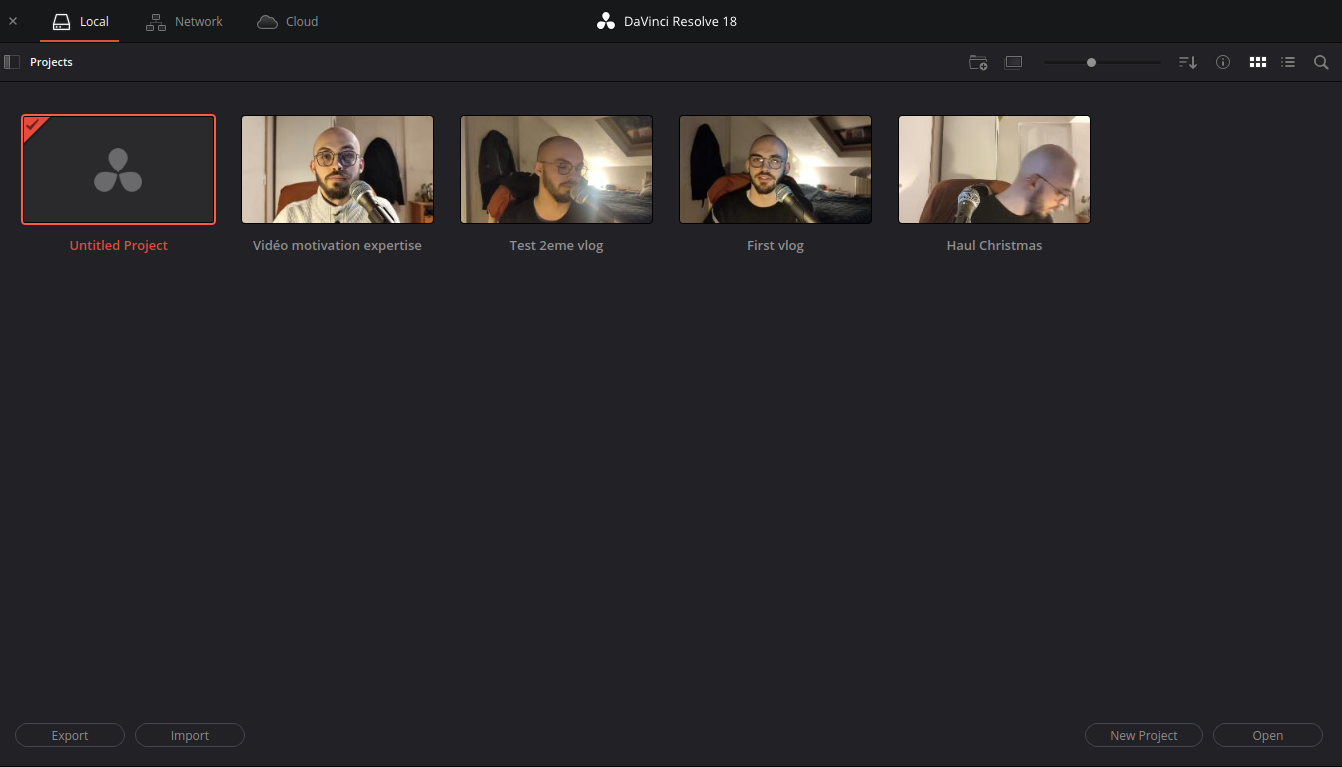 Local Network Cloud DaVinci Resolve 18
Projects
Untitled Project Vidéo motivation expertise Test 2eme vlog First vlog Haul Christmas
Export Import New Project Open